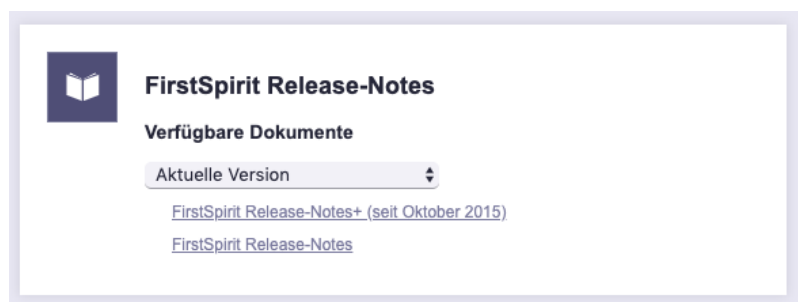 FirstSpirit Release-Notes
Verfügbare Dokumente
Aktuelle Version
FirstSpirit Release-Notes+ (seit Oktober 2015)
FirstSpirit Release-Notes